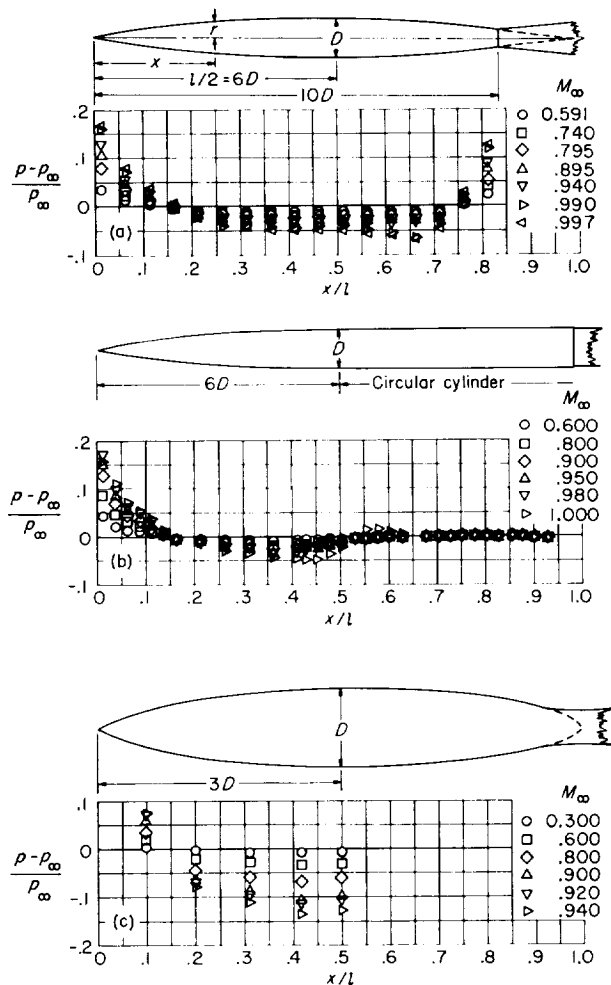 r
D
x
l/2=6D
10D
M∞
.2
0.591
.740
.1
.795
p-p∞
.895
p∞
0
.940
.990
(a)
.997
-.1
0 .1 .2 .3 .4 .5 .6 .7 .8 .9 1.0
x/l
D
6D
Circular cylinder
M∞
0.600
.2
.800
.900
.1
.950
p-p∞
.980
p∞
0
1.000
(b)
-.1
0 .1 .2 .3 .4 .5 .6 .7 .8 .9 1.0
x/l
D
3D
M∞
.1
0.300
.600
0
.800
p-p∞
.900
p∞
-.1
.920
.940
(c)
-.2
0 .1 .2 .3 .4 .5 .6 .7 .8 .9 1.0
x/l